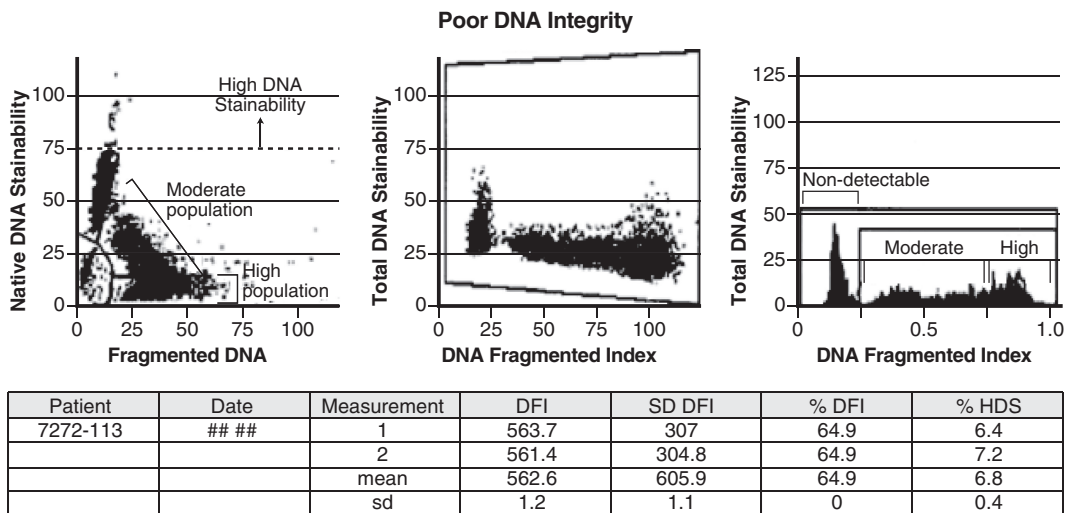 Poor DNA Integrity
Native DNA Stainability
100
75
50
25
0
High DNA
Stainability
Moderate
population
High
population
0 25 50 75 100
Fragmented DNA
Total DNA Stainability
100
75
50
25
0
0 25 50 75 100
DNA Fragmented Index
Total DNA Stainability
125
100
75
50
25
0
Non-detectable
Moderate High
0 0.5 1.0
DNA Fragmented Index
Patient Date Measurement DFI SD DFI % DFI % HDS
7272-113 ## ## 1 563.7 307 64.9 6.4
2 561.4 304.8 64.9 7.2
mean 562.6 605.9 64.9 6.8
sd 1.2 1.1 0 0.4